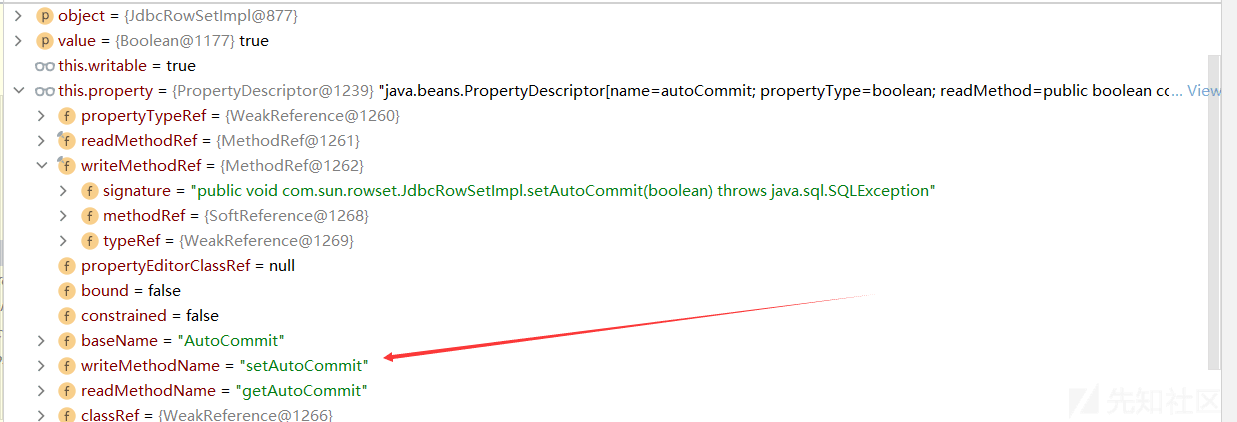 object = {JdbcRowSetImpl@877}
value = {Boolean@1177} true
this.writable = true
this.property = {PropertyDescriptor@1239} "java.beans.PropertyDescriptor[name=autoCommit; propertyType=boolean; readMethod=public boolean cc... View
propertyTypeRef = {WeakReference@1260}
readMethodRef = {MethodRef@1261}
writeMethodRef = {MethodRef@1262}
signature = "public void com.sun.rowset.JdbcRowSetImpl.setAutoCommit(boolean) throws java.sql.SQLException"
methodRef = {SoftReference@1268}
typeRef = {WeakReference@1269}
propertyEditorClassRef = null
bound = false
constrained = false
baseName = "AutoCommit"
writeMethodName = "setAutoCommit"
readMethodName = "getAutoCommit"
classRef = {WeakReference@1266}
先知社区